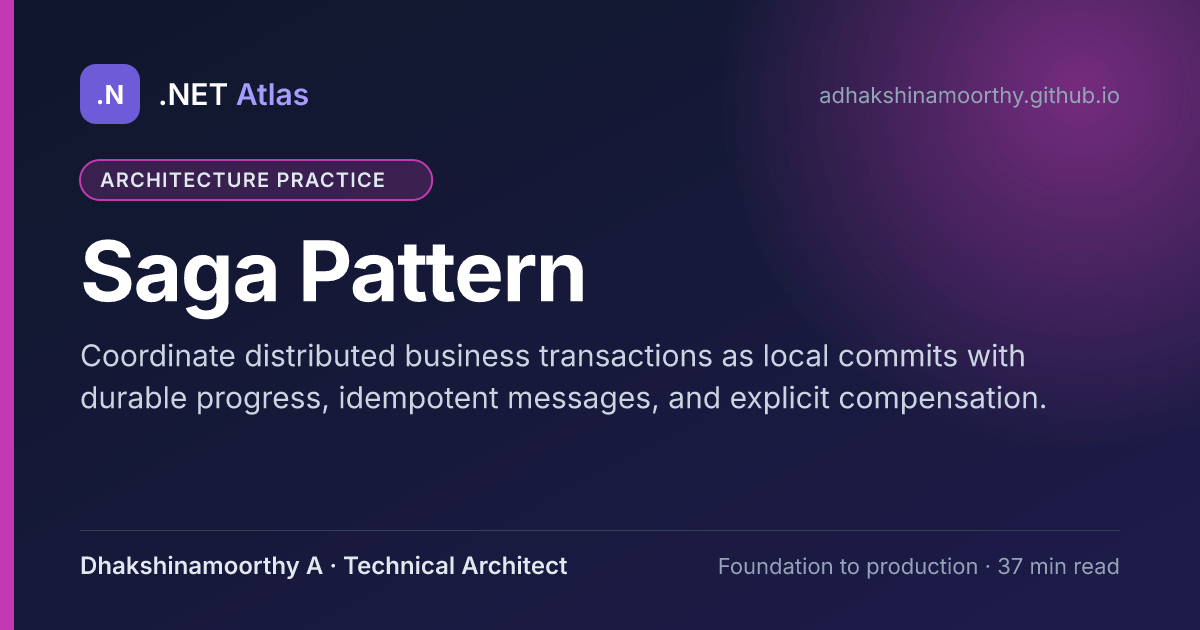 .N
.NET Atlas
adhakshinamoorthy.github.io
ARCHITECTURE PRACTICE
Saga Pattern
Coordinate distributed business transactions as local commits with
durable progress, idempotent messages, and explicit compensation.
Dhakshinamoorthy A · Technical Architect
Foundation to production · 37 min read